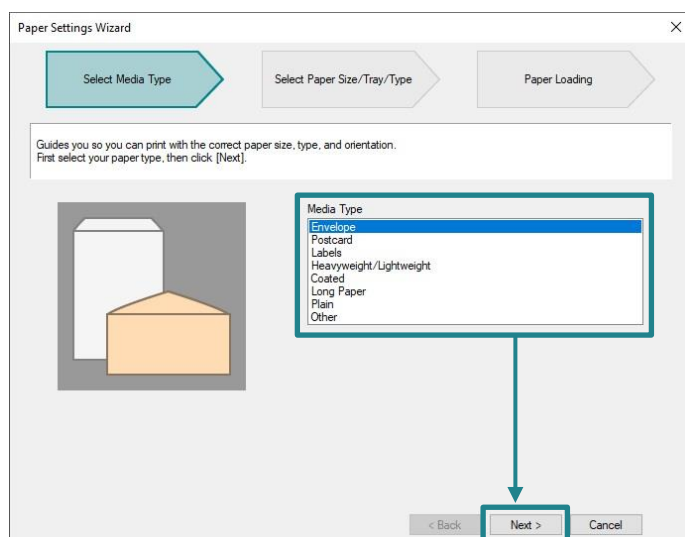 Paper Settings Wizard
Select Media Type
Select Paper Size/Tray/Type
Paper Loading
Guides you so you can print with the correct paper size, type, and orientation.
First select your paper type, then click [Next].
Media Type
Envelope
Postcard
Labels
Heavyweight/Lightweight
Coated
Long Paper
Plain
Other
< Back
Next >
Cancel